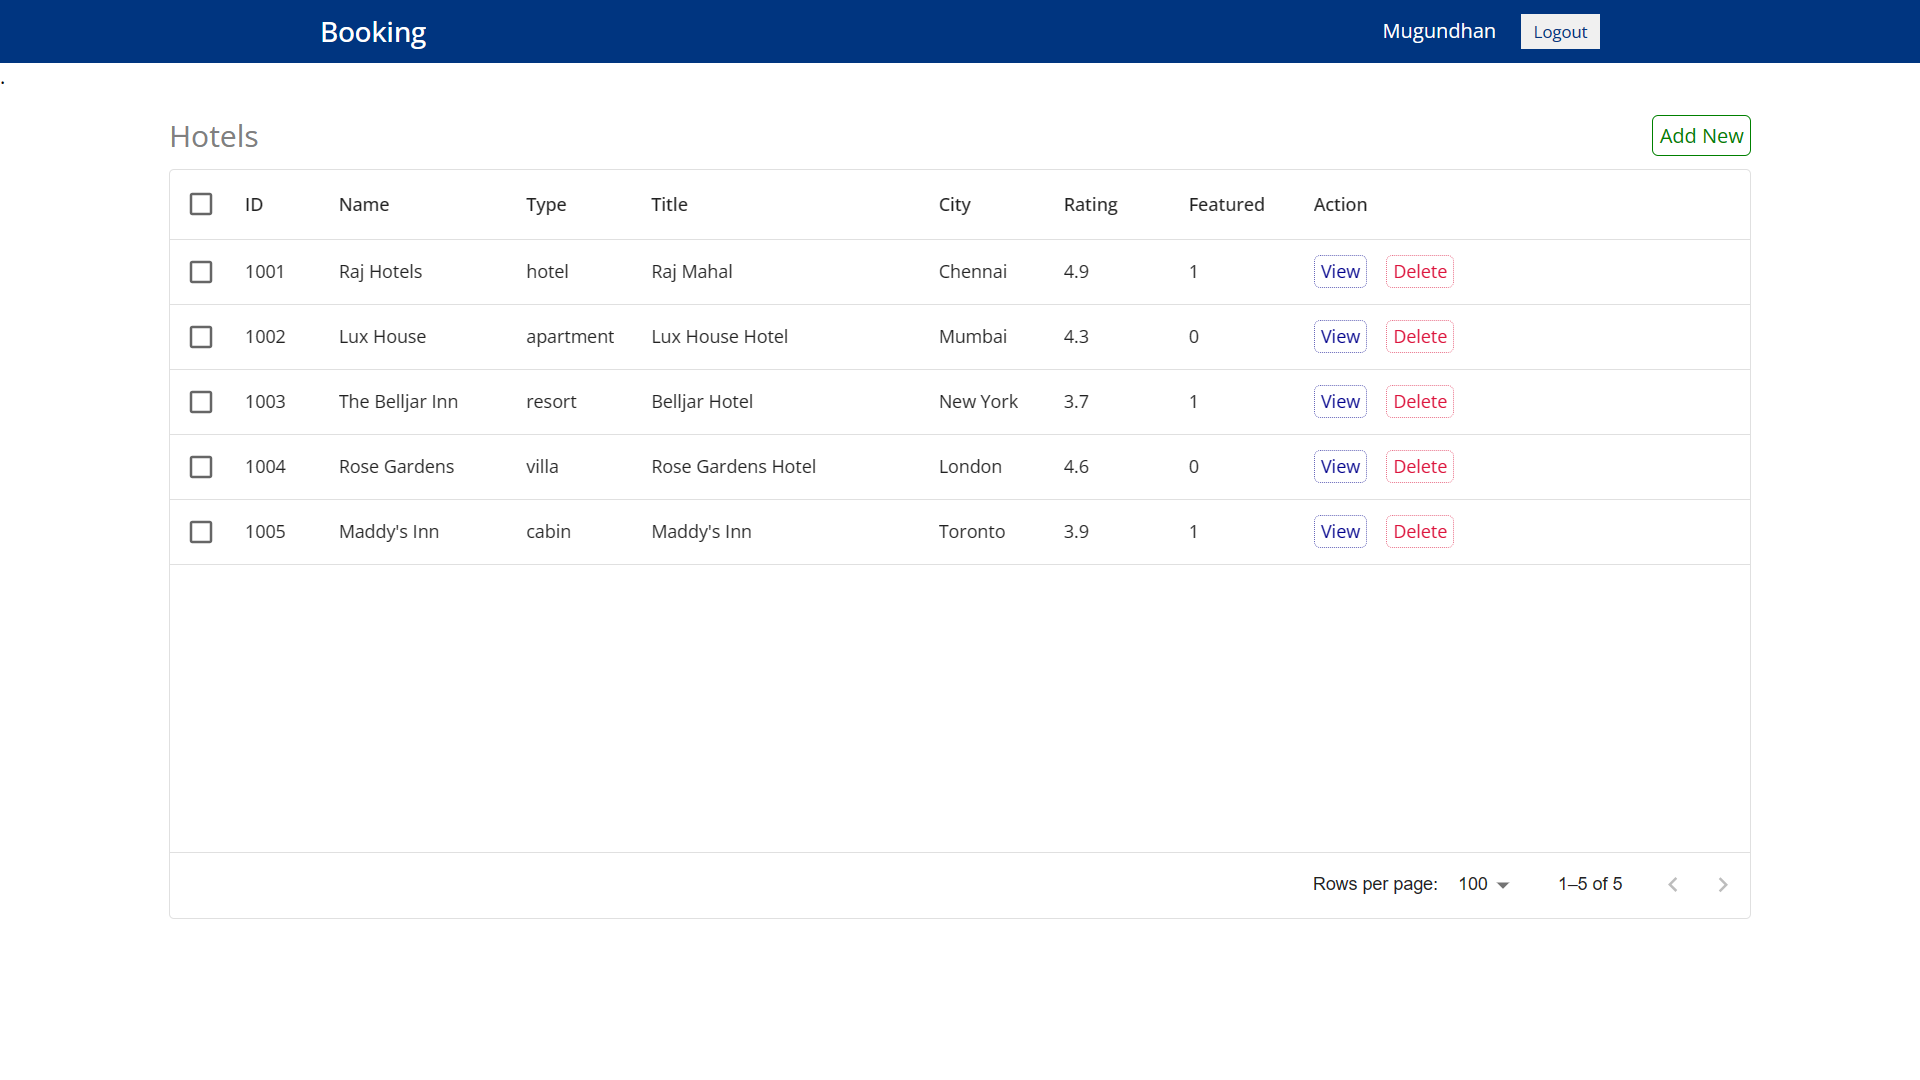 Booking Mugundhan Logout
.
Hotels Add New
ID Name Type Title City Rating Featured Action
1001 Raj Hotels hotel Raj Mahal Chennai 4.9 1 View Delete
1002 Lux House apartment Lux House Hotel Mumbai 4.3 0 View Delete
1003 The Belljar Inn resort Belljar Hotel New York 3.7 1 View Delete
1004 Rose Gardens villa Rose Gardens Hotel London 4.6 0 View Delete
1005 Maddy's Inn cabin Maddy's Inn Toronto 3.9 1 View Delete
Rows per page: 100 1–5 of 5